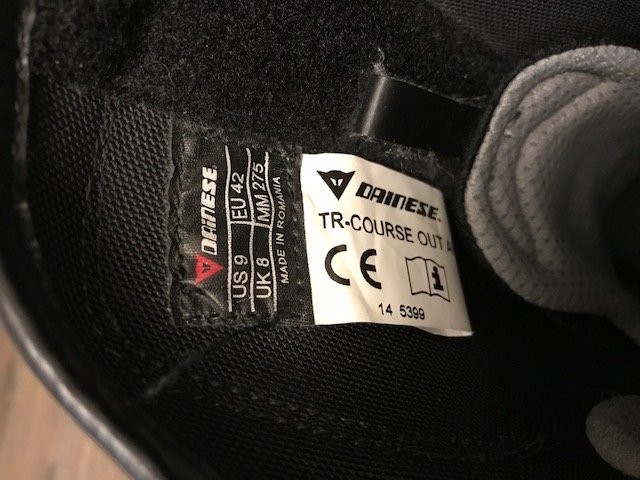 DAINESE
US 9 EU 42
UK 8 MM 275
MADE IN ROMANIA
DAINESE
TR-COURSE OUT
CE
i
14 5399